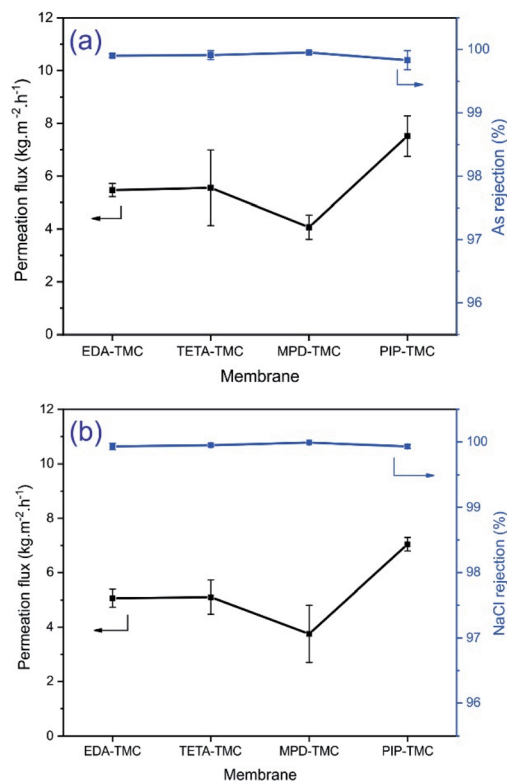 (a)
12
10
8
6
4
2
0
Permeation flux (kg.m⁻².h⁻¹)
100
99
98
97
96
As rejection (%)
EDA-TMC TETA-TMC MPD-TMC PIP-TMC
Membrane
(b)
12
10
8
6
4
2
0
Permeation flux (kg.m⁻².h⁻¹)
100
99
98
97
96
NaCl rejection (%)
EDA-TMC TETA-TMC MPD-TMC PIP-TMC
Membrane